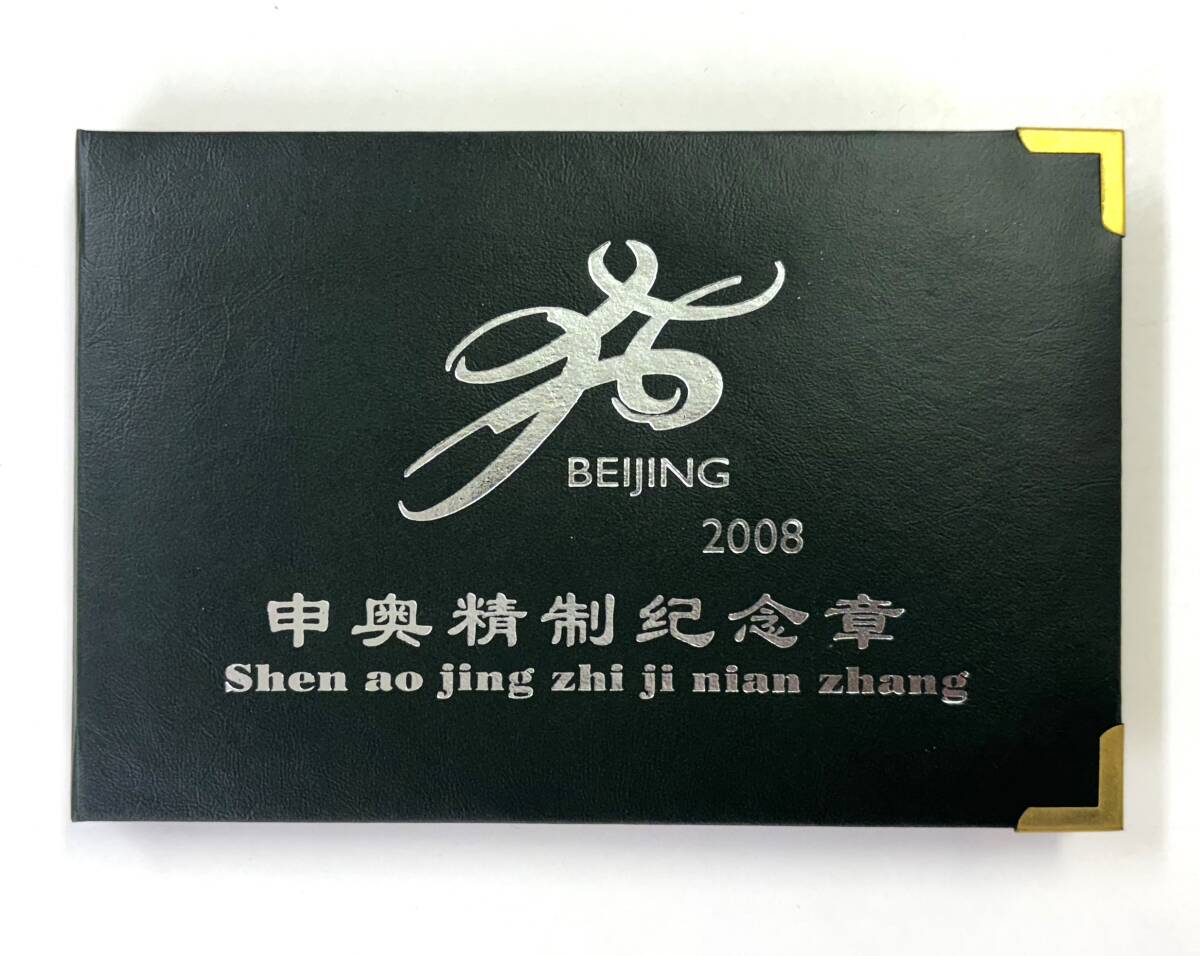 BEIJING
2008
申奥精制纪念章
Shen ao jing zhi ji nian zhang